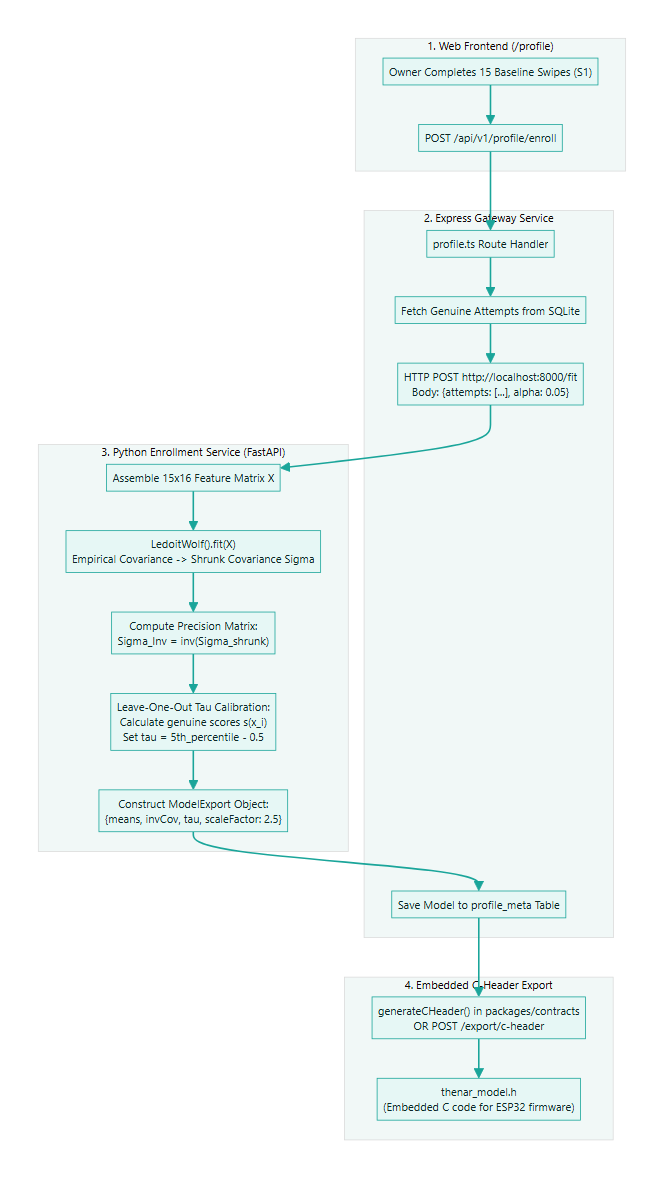 1. Web Frontend (/profile)
Owner Completes 15 Baseline Swipes (S1)
POST /api/v1/profile/enroll
2. Express Gateway Service
profile.ts Route Handler
Fetch Genuine Attempts from SQLite
HTTP POST http://localhost:8000/fit
Body: {attempts: [...], alpha: 0.05}
3. Python Enrollment Service (FastAPI)
Assemble 15x16 Feature Matrix X
LedoitWolf().fit(X)
Empirical Covariance -> Shrunk Covariance Sigma
Compute Precision Matrix:
Sigma_Inv = inv(Sigma_shrunk)
Leave-One-Out Tau Calibration:
Calculate genuine scores s(x_i)
Set tau = 5th_percentile - 0.5
Construct ModelExport Object:
{means, invCov, tau, scaleFactor: 2.5}
Save Model to profile_meta Table
4. Embedded C-Header Export
generateCHeader() in packages/contracts
OR POST /export/c-header
thenar_model.h
(Embedded C code for ESP32 firmware)